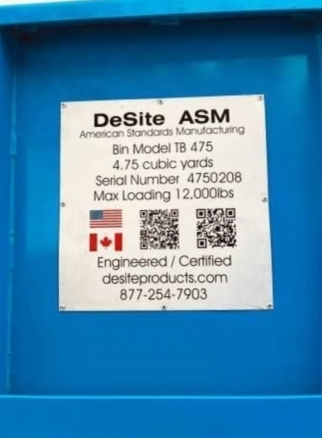 DeSite ASM
American Standards Manufacturing
Bin Model TB 475
4.75 cubic yards
Serial Number 4750208
Max Loading 12,000lbs
Engineered / Certified
desiteproducts.com
877-254-7903